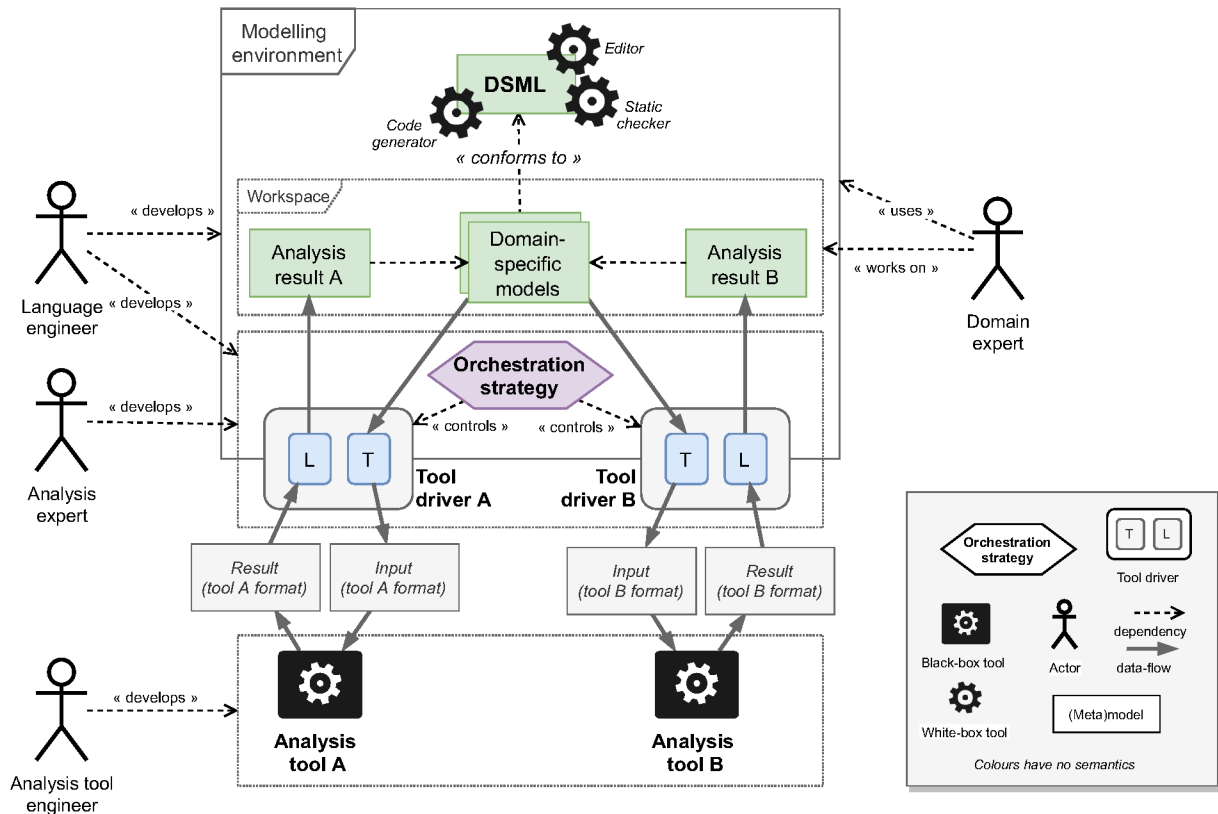 Modelling
environment
Editor
DSML
Static
checker
Code
generator
« conforms to »
Workspace
« develops »
« uses »
Analysis
result A
Domain-
specific
models
Analysis
result B
« works on »
Language
engineer
« develops »
Domain
expert
Orchestration
strategy
« develops »
« controls »
« controls »
L
T
T
L
Tool
driver A
Tool
driver B
Analysis
expert
Result
(tool A format)
Input
(tool A format)
Input
(tool B format)
Result
(tool B format)
« develops »
Analysis
tool A
Analysis
tool B
Analysis tool
engineer
Orchestration
strategy
T
L
Tool driver
Black-box tool
Actor
dependency
data-flow
White-box tool
(Meta)model
Colours have no semantics